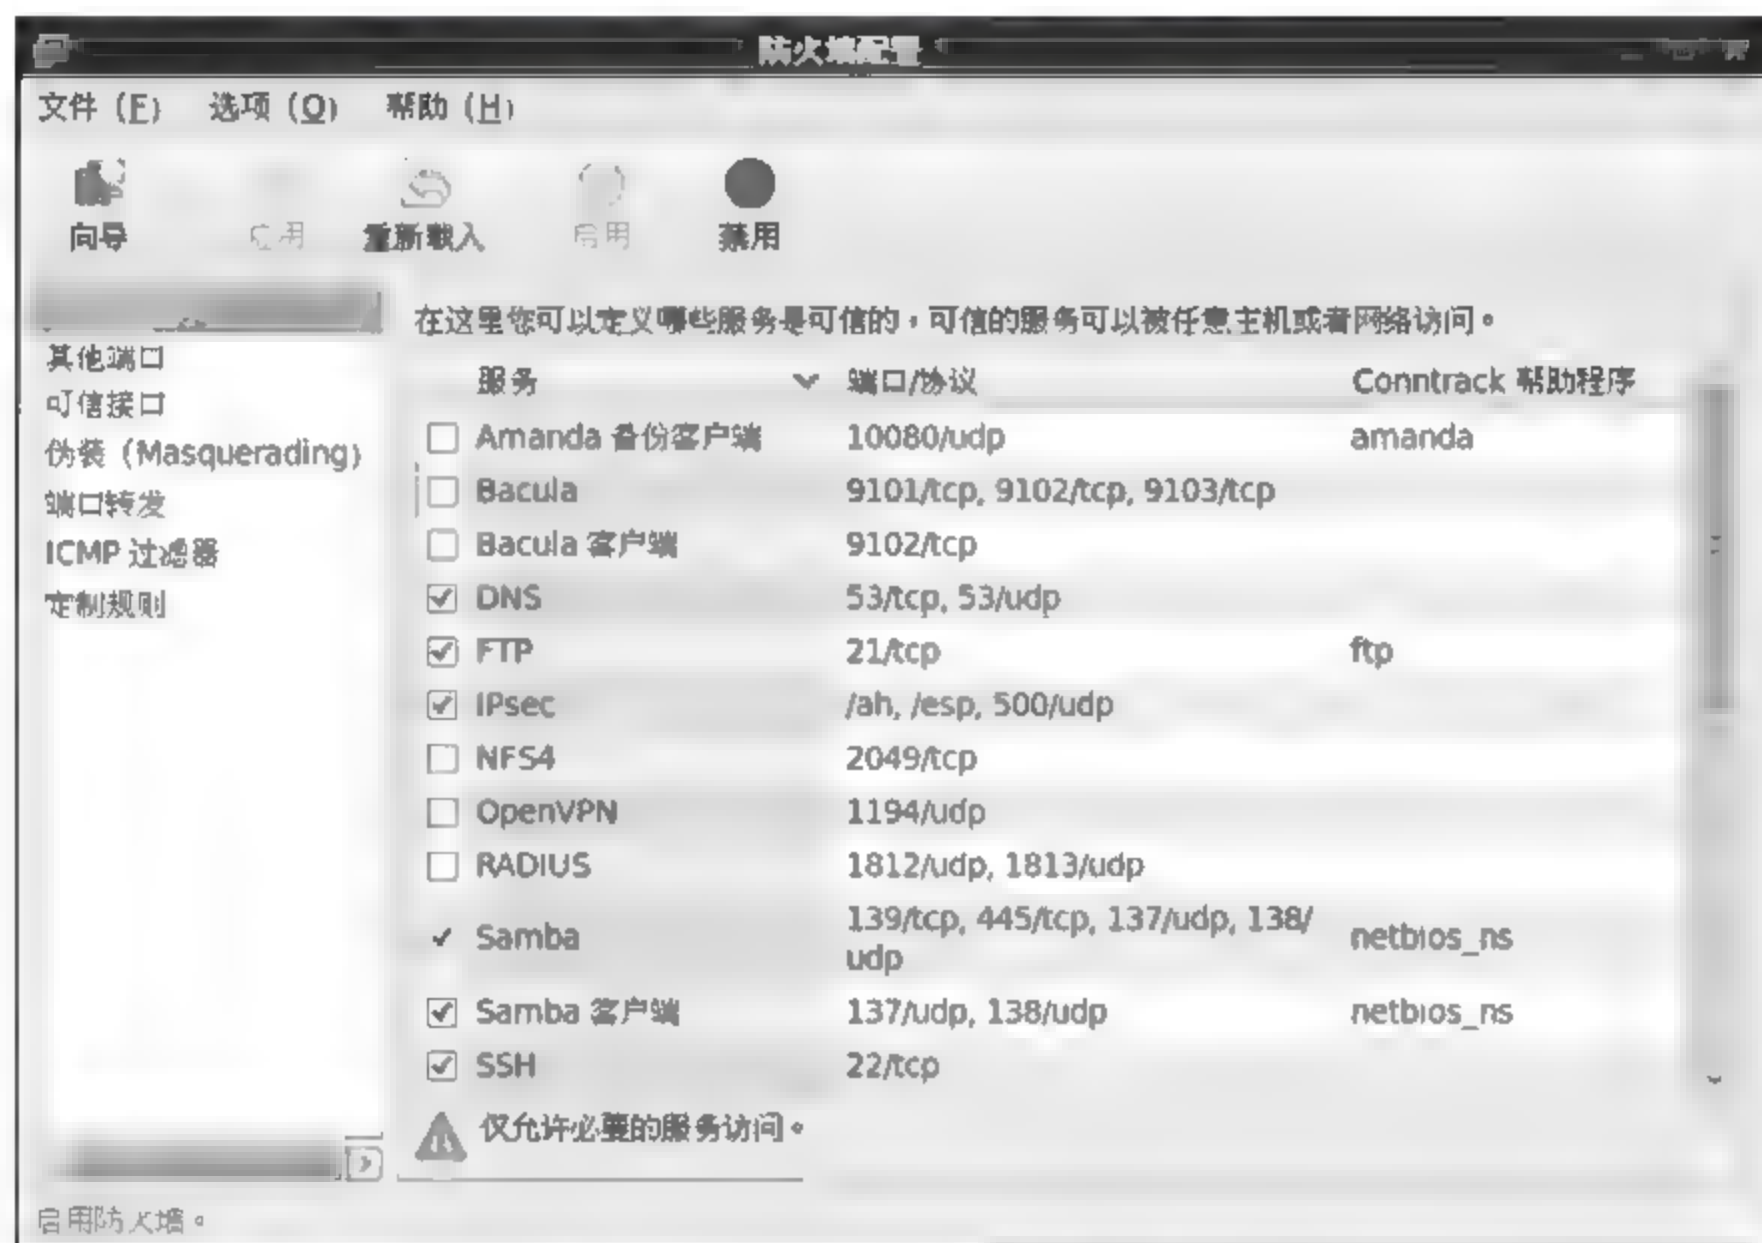 防火墙配置
文件 (F) 选项 (O) 帮助 (H)
向导 应用 重新载入 启用 禁用
在这里您可以定义哪些服务是可信的，可信的服务可以被任意主机或者网络访问。
其他端口
可信接口
伪装 (Masquerading)
端口转发
ICMP 过滤器
定制规则
服务 端口/协议 Conntrack 帮助程序
Amanda 备份客户端 10080/udp amanda
Bacula 9101/tcp, 9102/tcp, 9103/tcp
Bacula 客户端 9102/tcp
DNS 53/tcp, 53/udp
FTP 21/tcp ftp
IPsec /ah, /esp, 500/udp
NFS4 2049/tcp
OpenVPN 1194/udp
RADIUS 1812/udp, 1813/udp
Samba 139/tcp, 445/tcp, 137/udp, 138/
udp netbios_ns
Samba 客户端 137/udp, 138/udp netbios_ns
SSH 22/tcp
仅允许必要的服务访问。
启用防火墙。